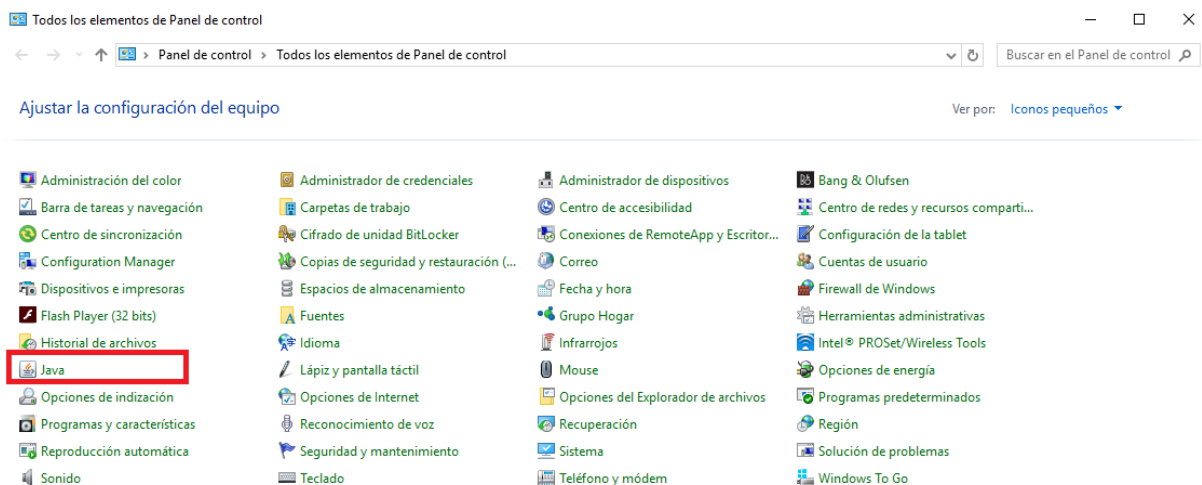 Todos los elementos de Panel de control
Panel de control > Todos los elementos de Panel de control
Buscar en el Panel de control
Ajustar la configuración del equipo
Ver por: Iconos pequeños
Administración del color
Administrador de credenciales
Administrador de dispositivos
Bang & Olufsen
Barra de tareas y navegación
Carpetas de trabajo
Centro de accesibilidad
Centro de redes y recursos comparti...
Centro de sincronización
Cifrado de unidad BitLocker
Conexiones de RemoteApp y Escritor...
Configuración de la tablet
Configuration Manager
Copias de seguridad y restauración (...
Correo
Cuentas de usuario
Dispositivos e impresoras
Espacios de almacenamiento
Fecha y hora
Firewall de Windows
Flash Player (32 bits)
Fuentes
Grupo Hogar
Herramientas administrativas
Historial de archivos
Idioma
Infrarrojos
Intel® PROSet/Wireless Tools
Java
Lápiz y pantalla táctil
Mouse
Opciones de energía
Opciones de indización
Opciones de Internet
Opciones del Explorador de archivos
Programas predeterminados
Programas y características
Reconocimiento de voz
Recuperación
Región
Reproducción automática
Seguridad y mantenimiento
Sistema
Solución de problemas
Sonido
Teclado
Teléfono y módem
Windows To Go